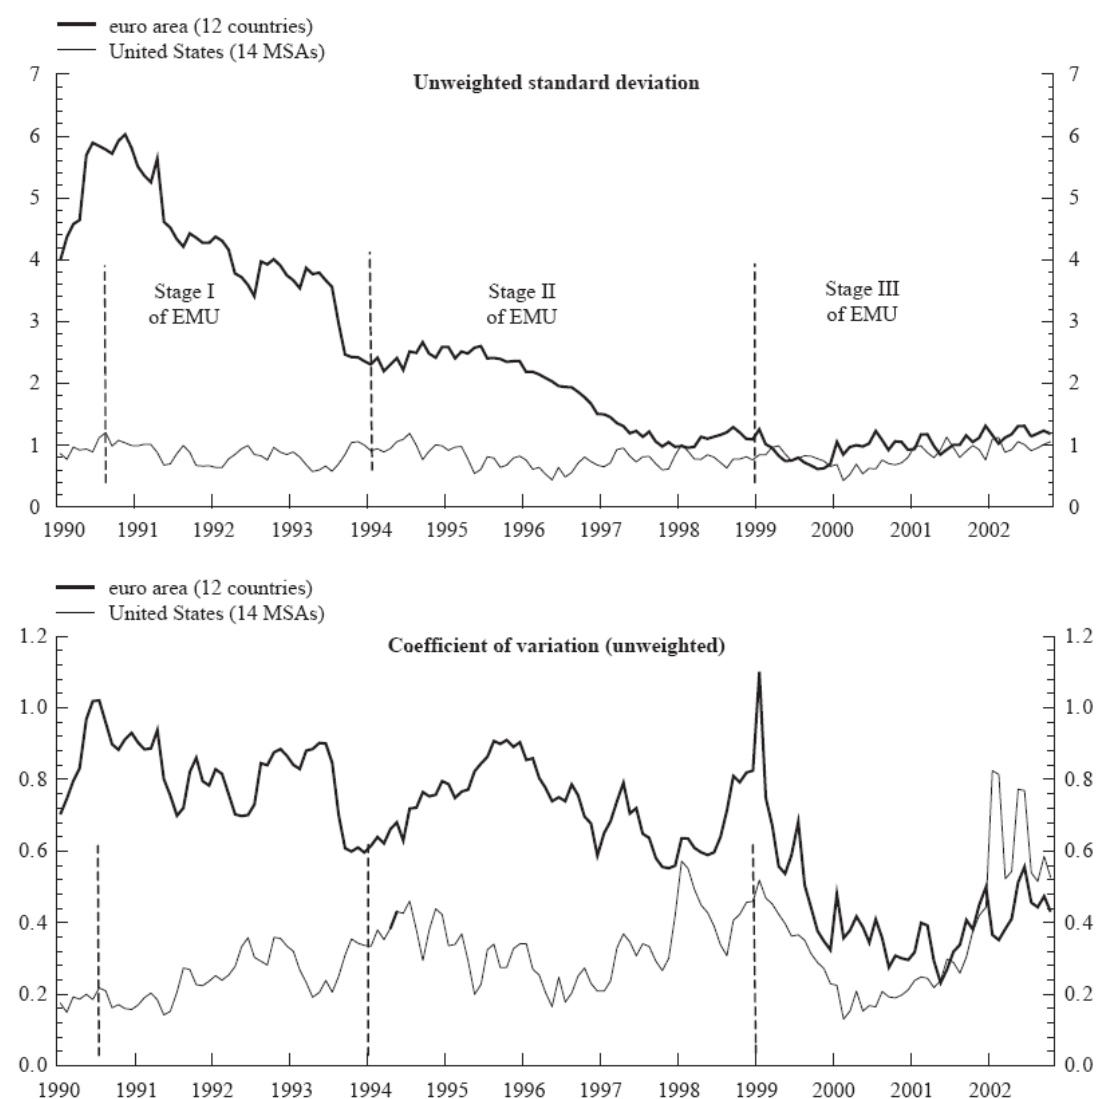 euro area (12 countries)
United States (14 MSAs)
Unweighted standard deviation
7 7
6 6
5 5
4 4
Stage I Stage II Stage III
of EMU of EMU of EMU
3 3
2 2
1 1
0 0
1990 1991 1992 1993 1994 1995 1996 1997 1998 1999 2000 2001 2002
euro area (12 countries)
United States (14 MSAs)
Coefficient of variation (unweighted)
1.2 1.2
1.0 1.0
0.8 0.8
0.6 0.6
0.4 0.4
0.2 0.2
0.0 0.0
1990 1991 1992 1993 1994 1995 1996 1997 1998 1999 2000 2001 2002